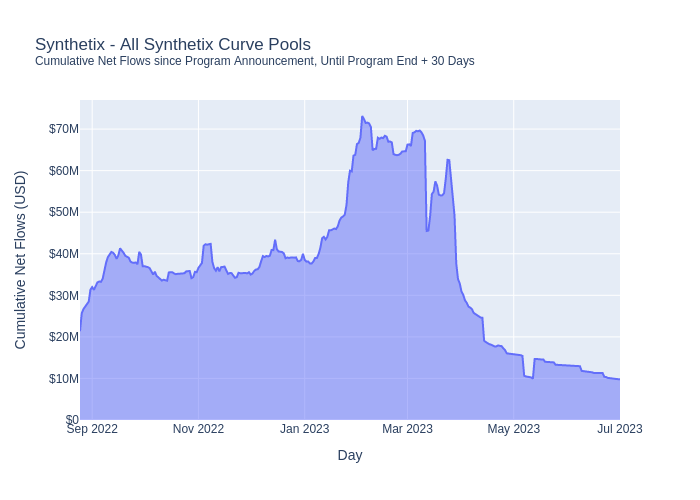 Synthetix - All Synthetix Curve Pools
Cumulative Net Flows since Program Announcement, Until Program End + 30 Days
Cumulative Net Flows (USD)
$70M
$60M
$50M
$40M
$30M
$20M
$10M
$0
Sep 2022 Nov 2022 Jan 2023 Mar 2023 May 2023 Jul 2023
Day